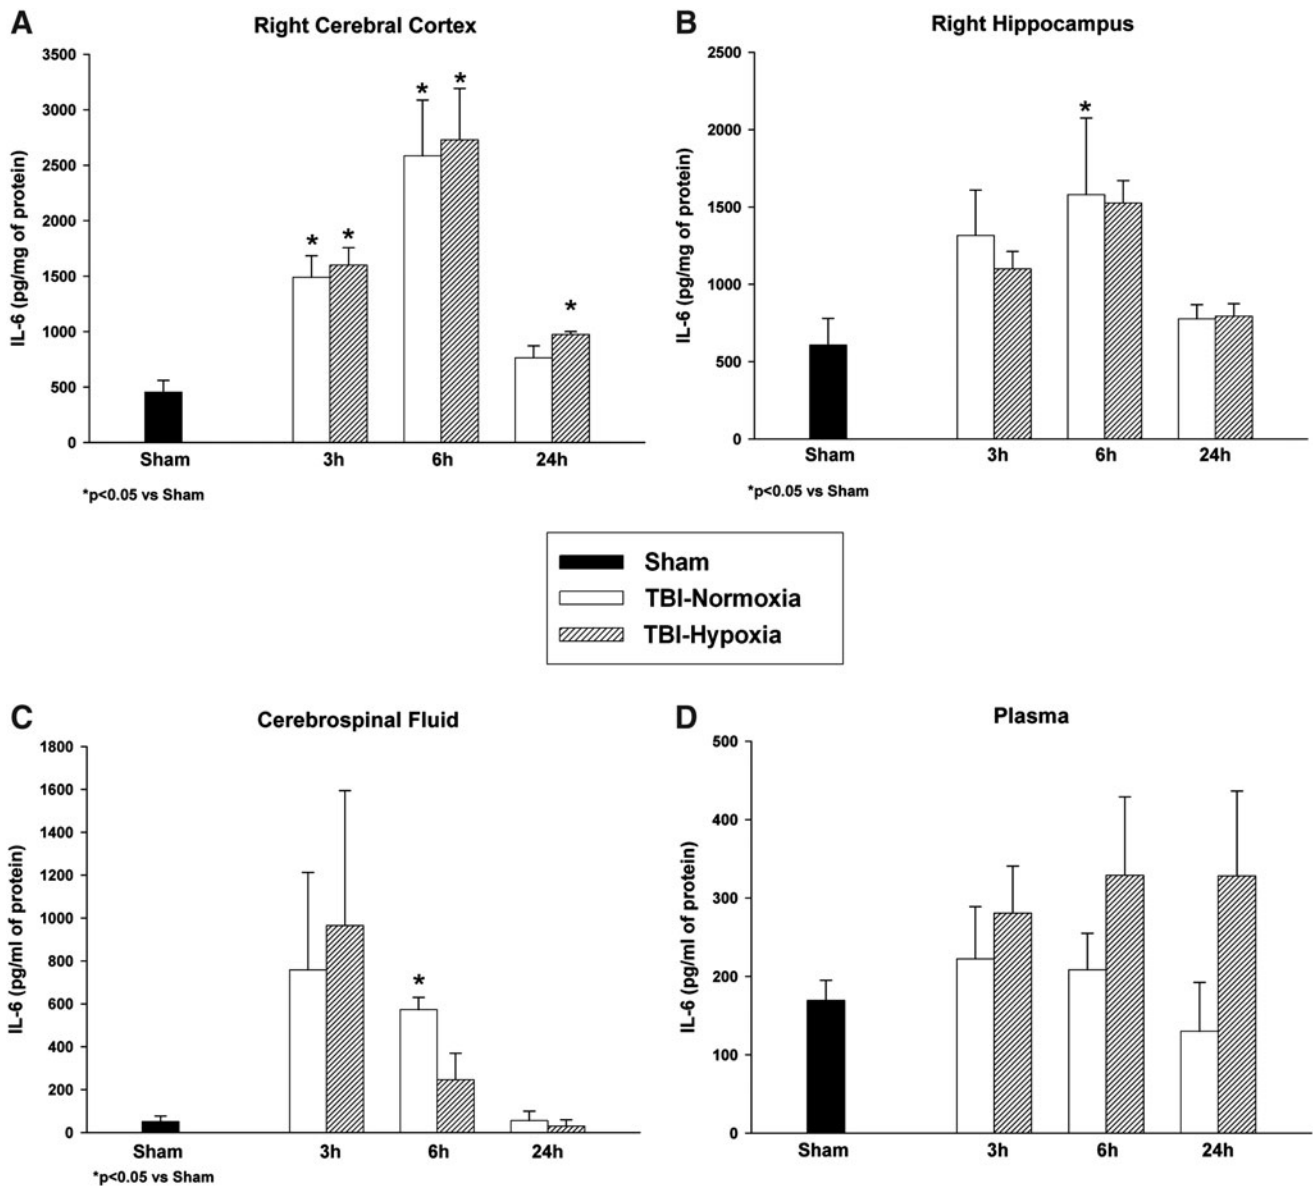 A
Right Cerebral Cortex
3500
3000
2500
2000
1500
1000
500
0
IL-6 (pg/mg of protein)
* * * * *
Sham 3h 6h 24h
*p<0.05 vs Sham
B
Right Hippocampus
2500
2000
1500
1000
500
0
IL-6 (pg/mg of protein)
*
Sham 3h 6h 24h
*p<0.05 vs Sham
Sham
TBI-Normoxia
TBI-Hypoxia
C
Cerebrospinal Fluid
1800
1600
1400
1200
1000
800
600
400
200
0
IL-6 (pg/ml of protein)
*
Sham 3h 6h 24h
*p<0.05 vs Sham
D
Plasma
500
400
300
200
100
0
IL-6 (pg/ml of protein)
Sham 3h 6h 24h